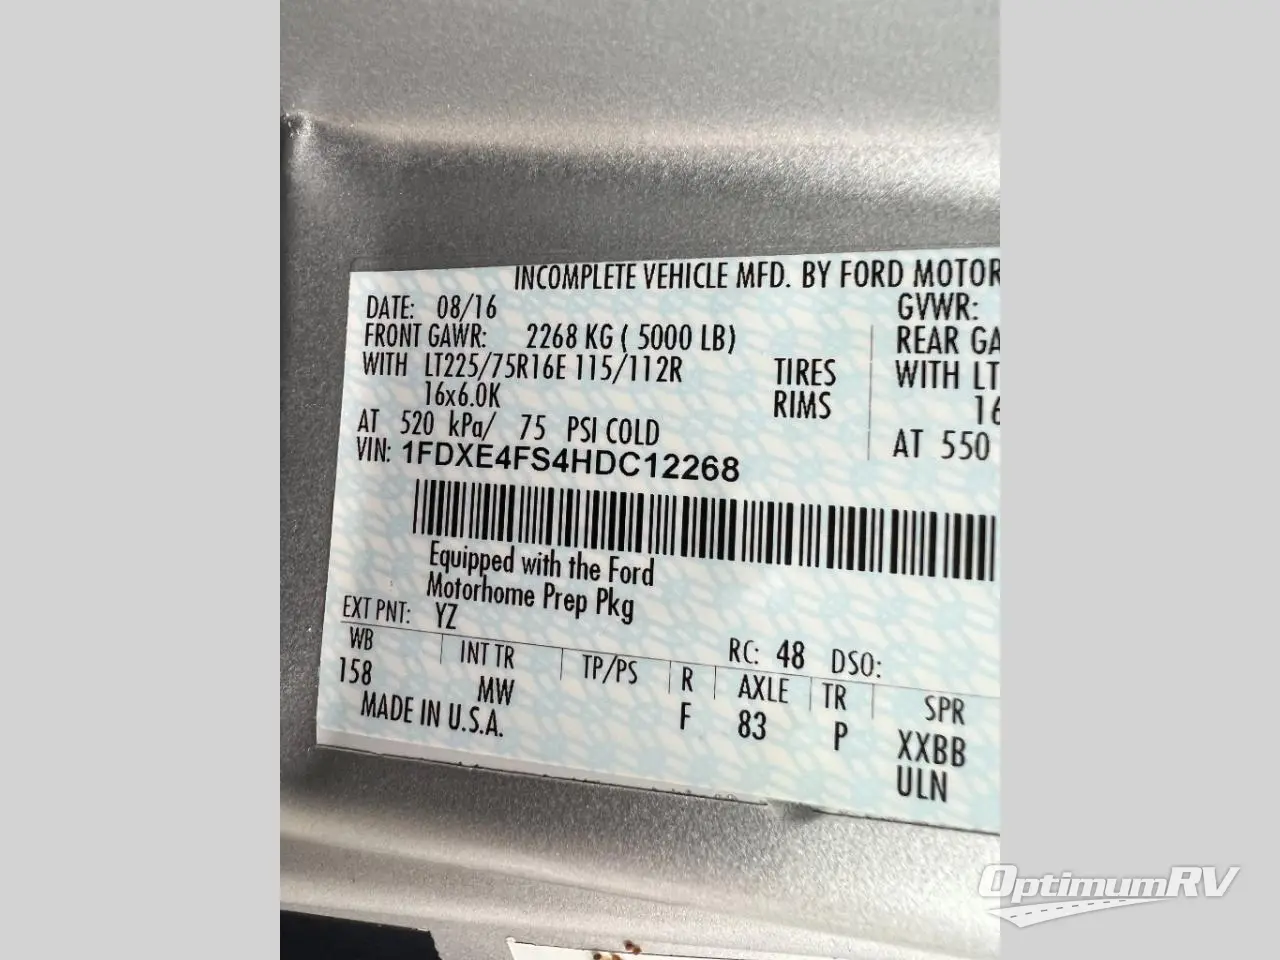 INCOMPLETE VEHICLE MFD. BY FORD MOTOR
DATE: 08/16
GVWR:
FRONT GAWR: 2268 KG ( 5000 LB)
REAR GA
WITH LT225/75R16E 115/112R TIRES
WITH LT
16x6.0K RIMS
16
AT 520 kPa/ 75 PSI COLD
AT 550
VIN: 1FDXE4FS4HDC12268
Equipped with the Ford
Motorhome Prep Pkg
EXT PNT: YZ
RC: 48 DSO:
WB INT TR TP/PS R AXLE TR SPR
158 MW F 83 P XXBB
ULN
MADE IN U.S.A.
OptimumRV